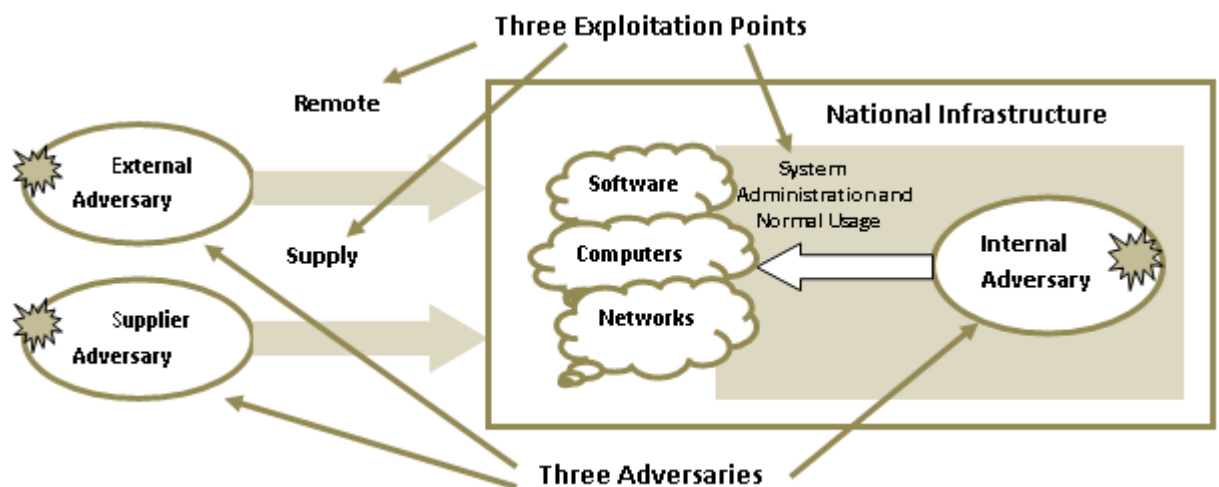 Three Exploitation Points
Remote
National Infrastructure
External
Adversary
Software
System
Administration and
Normal Usage
Supply
Computers
Internal
Adversary
Supplier
Adversary
Networks
Three Adversaries